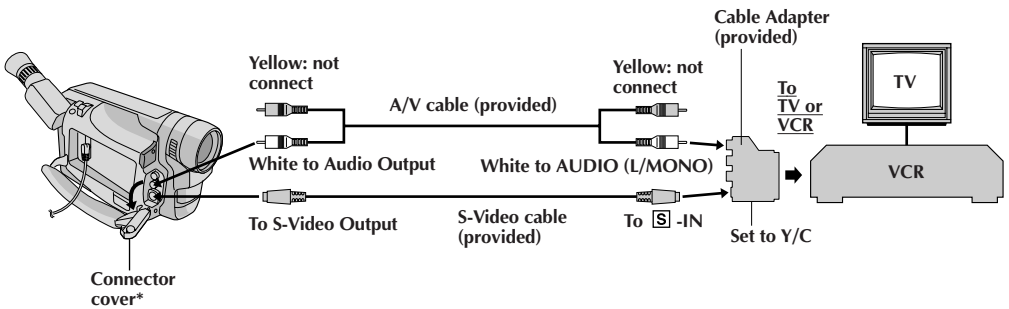 Cable Adapter
(provided)
Yellow: not
connect
A/V cable (provided)
Yellow: not
connect
To
TV or
VCR
TV
White to Audio Output
White to AUDIO (L/MONO)
VCR
To S-Video Output
S-Video cable
(provided)
To S -IN
Set to Y/C
Connector
cover*